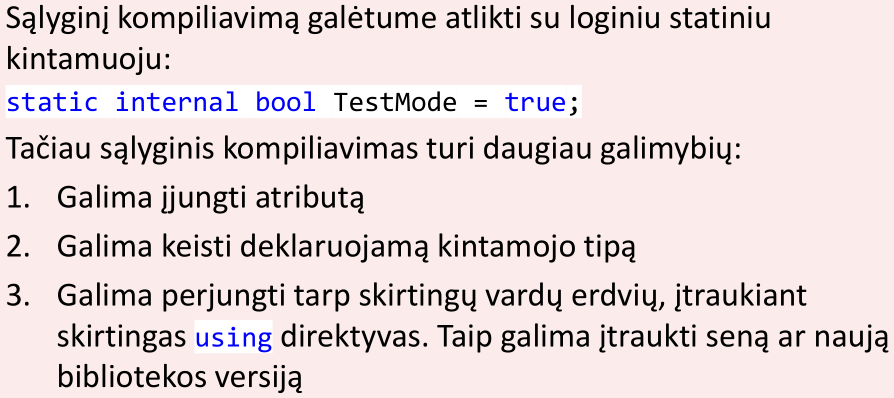 Sąlyginį kompiliavimą galėtume atlikti su loginiu statiniu
kintamuoju:
static internal bool TestMode = true;
Tačiau sąlyginis kompiliavimas turi daugiau galimybių:
1. Galima įjungti atributą
2. Galima keisti deklaruojamą kintamojo tipą
3. Galima perjungti tarp skirtingų vardų erdvių, įtraukiant
skirtingas using direktyvas. Taip galima įtraukti seną ar naują
bibliotekos versiją